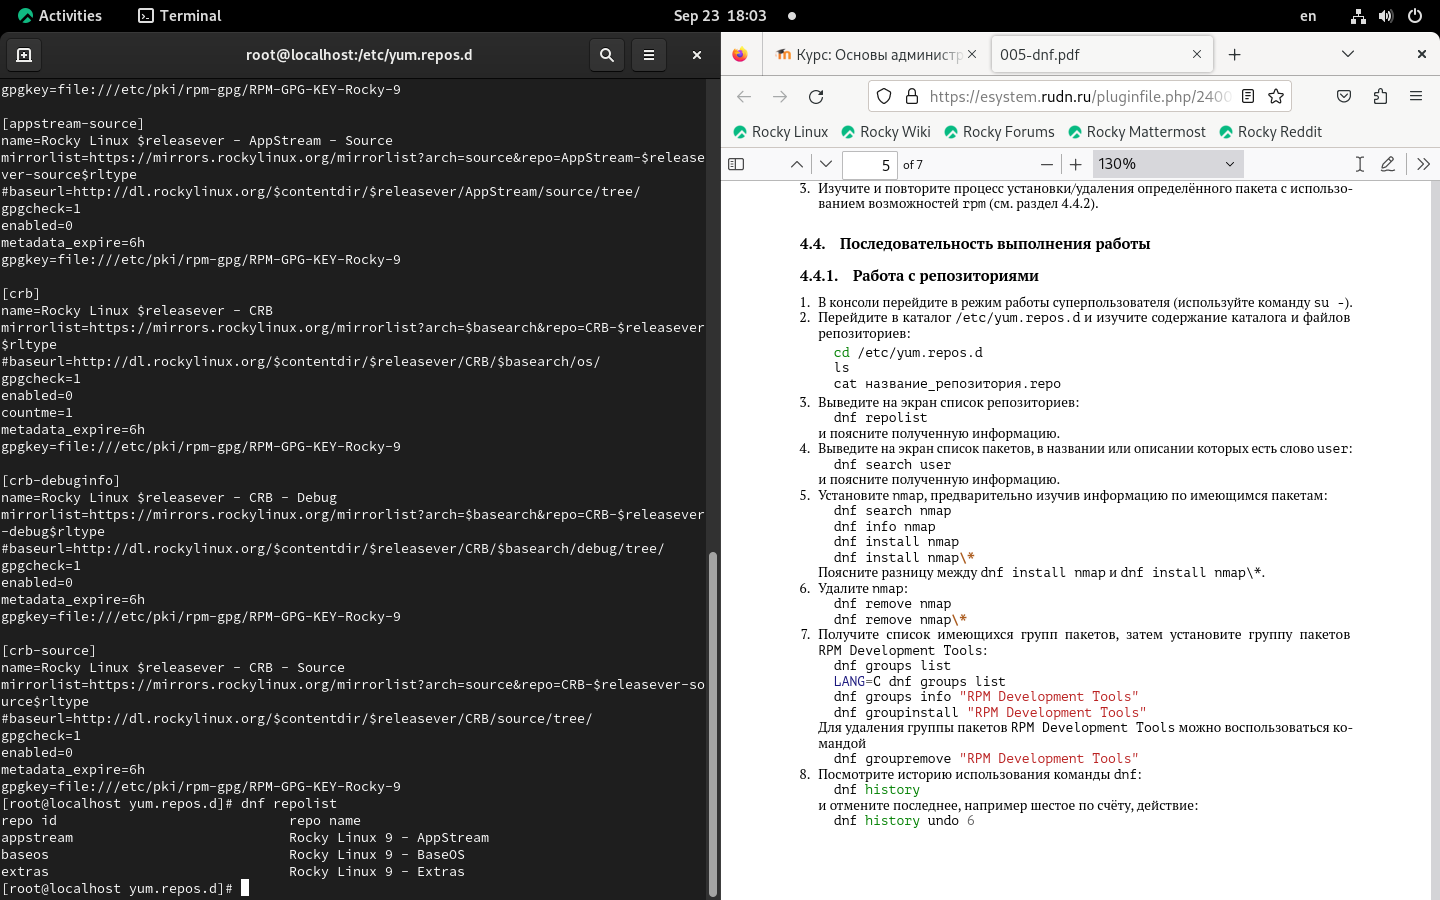 Activities
Terminal
Sep 23 18:03
en
root@localhost:/etc/yum.repos.d
gpgkey=file:///etc/pki/rpm-gpg/RPM-GPG-KEY-Rocky-9
[appstream-source]
name=Rocky Linux $releasever - AppStream - Source
mirrorlist=https://mirrors.rockylinux.org/mirrorlist?arch=source&repo=AppStream-$release
ver-source$rltype
#baseurl=http://dl.rockylinux.org/$contentdir/$releasever/AppStream/source/tree/
gpgcheck=1
enabled=0
metadata_expire=6h
gpgkey=file:///etc/pki/rpm-gpg/RPM-GPG-KEY-Rocky-9
[crb]
name=Rocky Linux $releasever - CRB
mirrorlist=https://mirrors.rockylinux.org/mirrorlist?arch=$basearch&repo=CRB-$releasever
$rltype
#baseurl=http://dl.rockylinux.org/$contentdir/$releasever/CRB/$basearch/os/
gpgcheck=1
enabled=0
countme=1
metadata_expire=6h
gpgkey=file:///etc/pki/rpm-gpg/RPM-GPG-KEY-Rocky-9
[crb-debuginfo]
name=Rocky Linux $releasever - CRB - Debug
mirrorlist=https://mirrors.rockylinux.org/mirrorlist?arch=$basearch&repo=CRB-$releasever
-debug$rltype
#baseurl=http://dl.rockylinux.org/$contentdir/$releasever/CRB/$basearch/debug/tree/
gpgcheck=1
enabled=0
metadata_expire=6h
gpgkey=file:///etc/pki/rpm-gpg/RPM-GPG-KEY-Rocky-9
[crb-source]
name=Rocky Linux $releasever - CRB - Source
mirrorlist=https://mirrors.rockylinux.org/mirrorlist?arch=source&repo=CRB-$releasever-so
urce$rltype
#baseurl=http://dl.rockylinux.org/$contentdir/$releasever/CRB/source/tree/
gpgcheck=1
enabled=0
metadata_expire=6h
gpgkey=file:///etc/pki/rpm-gpg/RPM-GPG-KEY-Rocky-9
[root@localhost yum.repos.d]# dnf repolist
repo id repo name
appstream Rocky Linux 9 - AppStream
baseos Rocky Linux 9 - BaseOS
extras Rocky Linux 9 - Extras
[root@localhost yum.repos.d]#
Курс: Основы администр
005-dnf.pdf
https://esystem.rudn.ru/pluginfile.php/2400
Rocky Linux Rocky Wiki Rocky Forums Rocky Mattermost Rocky Reddit
5 of 7 130%
3. Изучите и повторите процесс установки/удаления определённого пакета с использо-
ванием возможностей rpm (см. раздел 4.4.2).
4.4. Последовательность выполнения работы
4.4.1. Работа с репозиториями
1. В консоли перейдите в режим работы суперпользователя (используйте команду su -).
2. Перейдите в каталог /etc/yum.repos.d и изучите содержание каталога и файлов
репозиториев:
cd /etc/yum.repos.d
ls
cat название_репозитория.repo
3. Выведите на экран список репозиториев:
dnf repolist
и поясните полученную информацию.
4. Выведите на экран список пакетов, в названии или описании которых есть слово user:
dnf search user
и поясните полученную информацию.
5. Установите nmap, предварительно изучив информацию по имеющимся пакетам:
dnf search nmap
dnf info nmap
dnf install nmap
dnf install nmap\*
Поясните разницу между dnf install nmap и dnf install nmap\*.
6. Удалите nmap:
dnf remove nmap
dnf remove nmap\*
7. Получите список имеющихся групп пакетов, затем установите группу пакетов
RPM Development Tools:
dnf groups list
LANG=C dnf groups list
dnf groups info "RPM Development Tools"
dnf groupinstall "RPM Development Tools"
Для удаления группы пакетов RPM Development Tools можно воспользоваться ко-
мандой
dnf groupremove "RPM Development Tools"
8. Посмотрите историю использования команды dnf:
dnf history
и отмените последнее, например шестое по счёту, действие:
dnf history undo 6